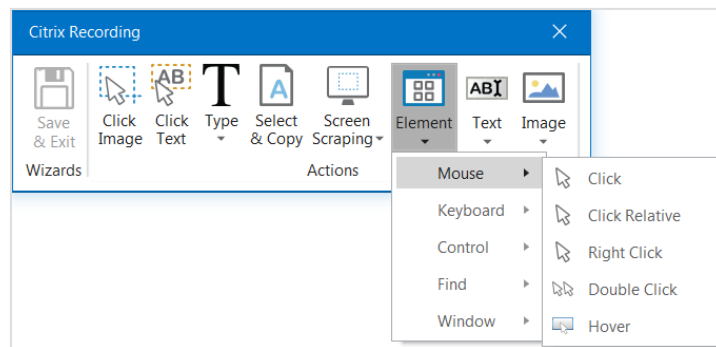 Citrix Recording
AB
A
ABI
Save
& Exit
Click
Image
Click
Text
Type
Select
& Copy
Screen
Scraping
Element
Text
Image
Wizards
Actions
Mouse
Keyboard
Control
Find
Window
Click
Click Relative
Right Click
Double Click
Hover